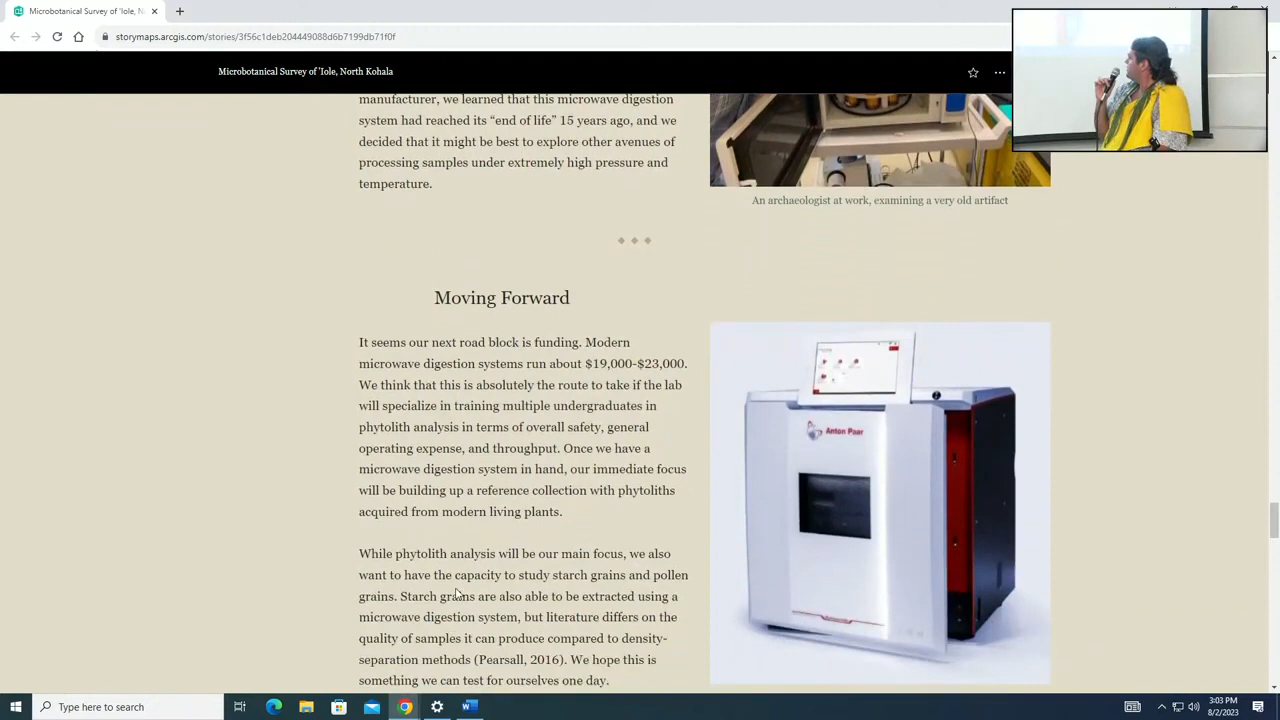 Microbotanical Survey of 'Iole, N
storymaps.arcgis.com/stories/3f56c1deb204449088d6b7199db71f0f
Microbotanical Survey of 'Iole, North Kohala
manufacturer, we learned that this microwave digestion
system had reached its “end of life” 15 years ago, and we
decided that it might be best to explore other avenues of
processing samples under extremely high pressure and
temperature.
An archaeologist at work, examining a very old artifact
Moving Forward
It seems our next road block is funding. Modern
microwave digestion systems run about $19,000-$23,000.
We think that this is absolutely the route to take if the lab
will specialize in training multiple undergraduates in
phytolith analysis in terms of overall safety, general
operating expense, and throughput. Once we have a
microwave digestion system in hand, our immediate focus
will be building up a reference collection with phytoliths
acquired from modern living plants.
Anton Paar
While phytolith analysis will be our main focus, we also
want to have the capacity to study starch grains and pollen
grains. Starch grains are also able to be extracted using a
microwave digestion system, but literature differs on the
quality of samples it can produce compared to density-
separation methods (Pearsall, 2016). We hope this is
something we can test for ourselves one day.
Type here to search
3:03 PM
8/2/2023